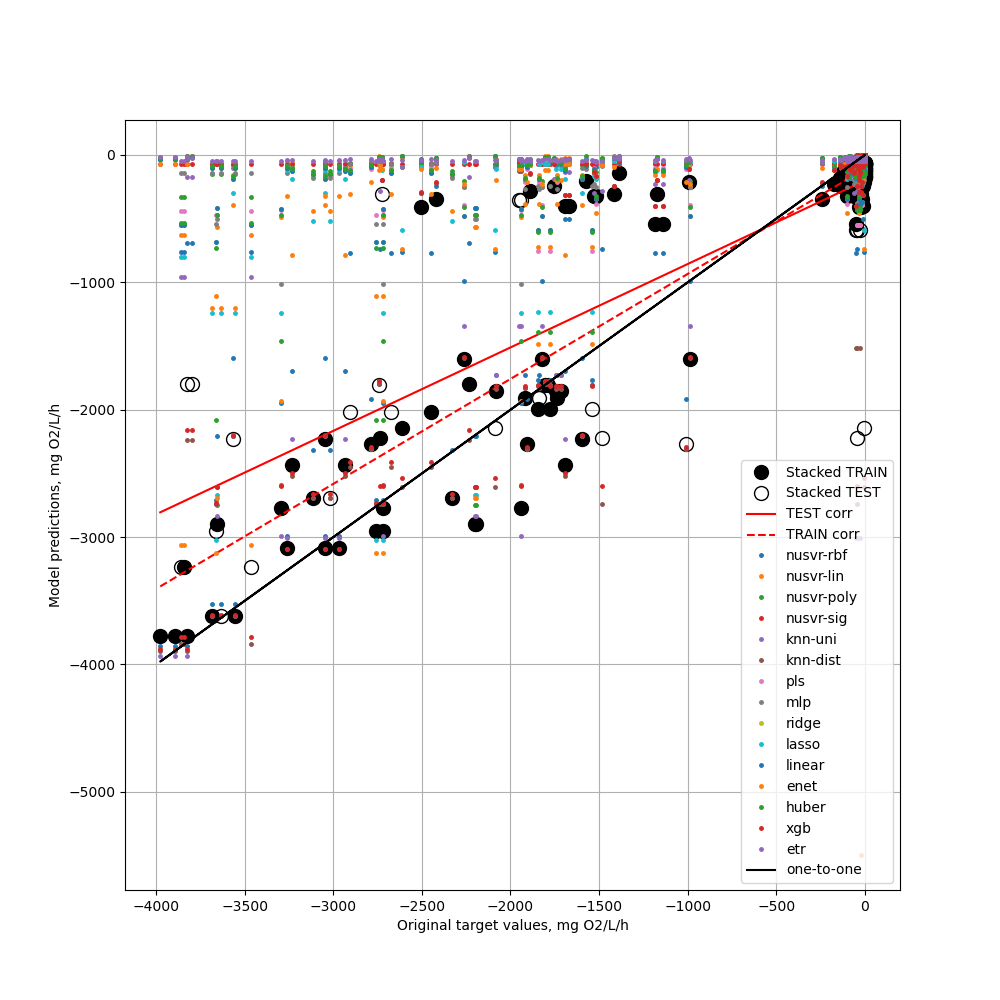 0
−1000
−2000
−3000
−4000
−5000
Model predictions, mg O2/L/h
−4000 −3500 −3000 −2500 −2000 −1500 −1000 −500 0
Original target values, mg O2/L/h
Stacked TRAIN
Stacked TEST
TEST corr
TRAIN corr
nusvr-rbf
nusvr-lin
nusvr-poly
nusvr-sig
knn-uni
knn-dist
pls
mlp
ridge
lasso
linear
enet
huber
xgb
etr
one-to-one